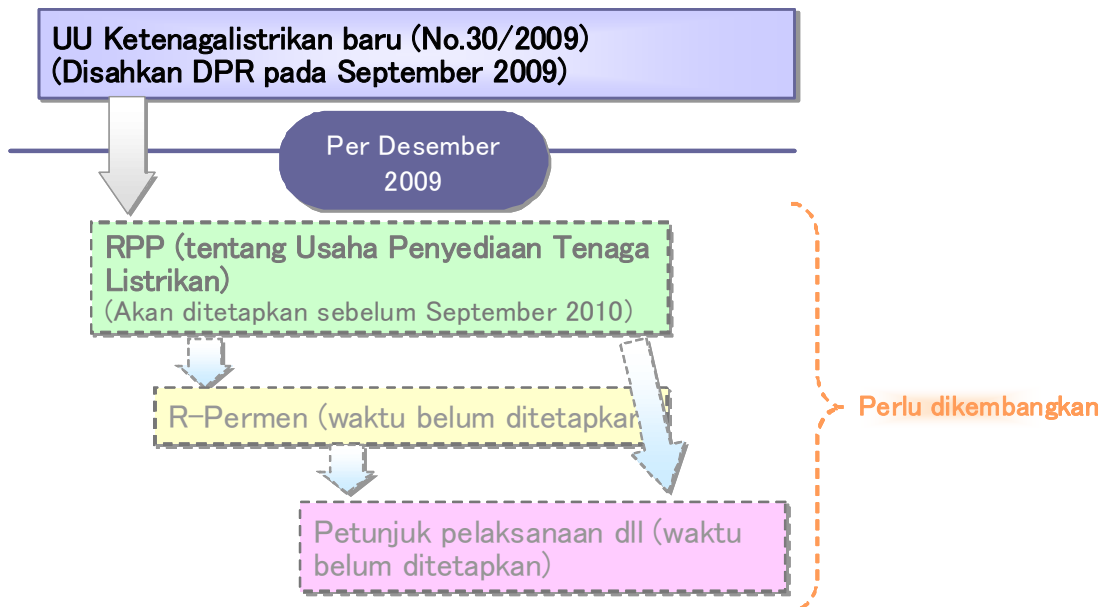 UU Ketenagalistrikan baru (No.30/2009)
(Disahkan DPR pada September 2009)
Per Desember
2009
RPP (tentang Usaha Penyediaan Tenaga
Listrikan)
(Akan ditetapkan sebelum September 2010)
R-Permen (waktu belum ditetapkan
Perlu dikembangkan
Petunjuk pelaksanaan dll (waktu
belum ditetapkan)